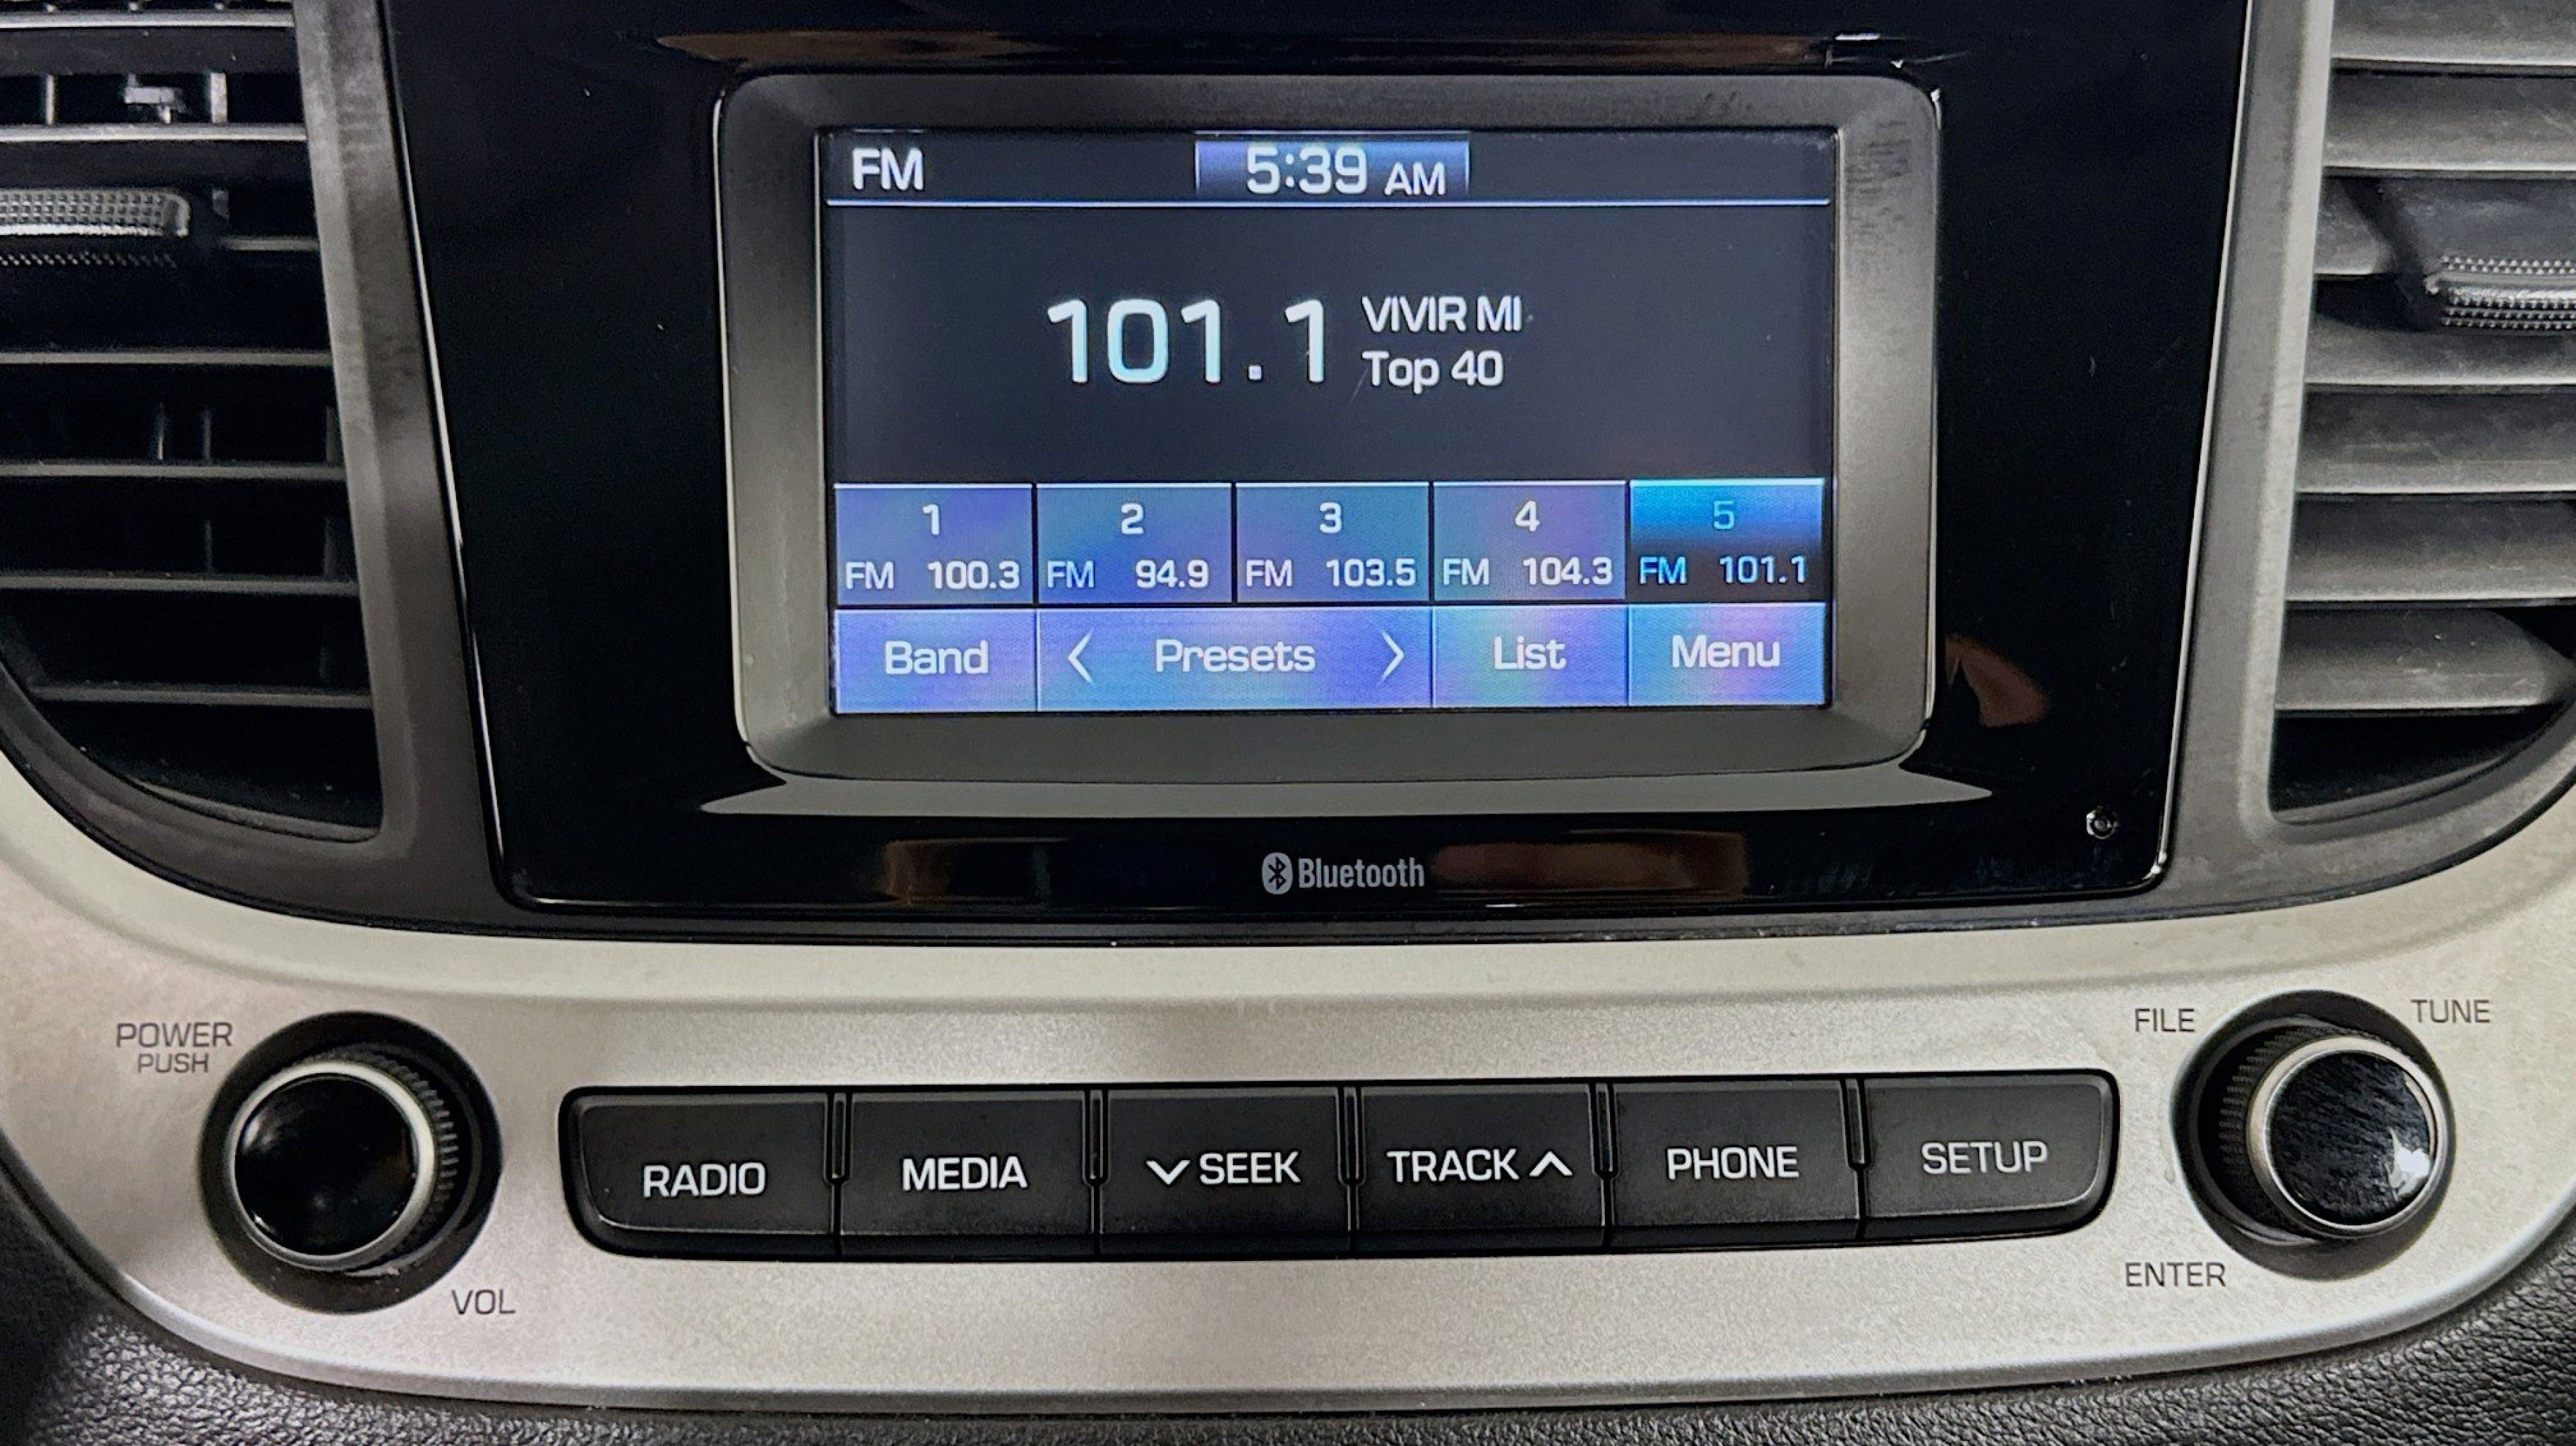 FM 5:39 AM
101.1 VIVIR MI
Top 40
1 2 3 4 5
FM 100.3 FM 94.9 FM 103.5 FM 104.3 FM 101.1
Band < Presets > List Menu
Bluetooth
POWER
PUSH
VOL
RADIO MEDIA SEEK TRACK PHONE SETUP
FILE TUNE
ENTER